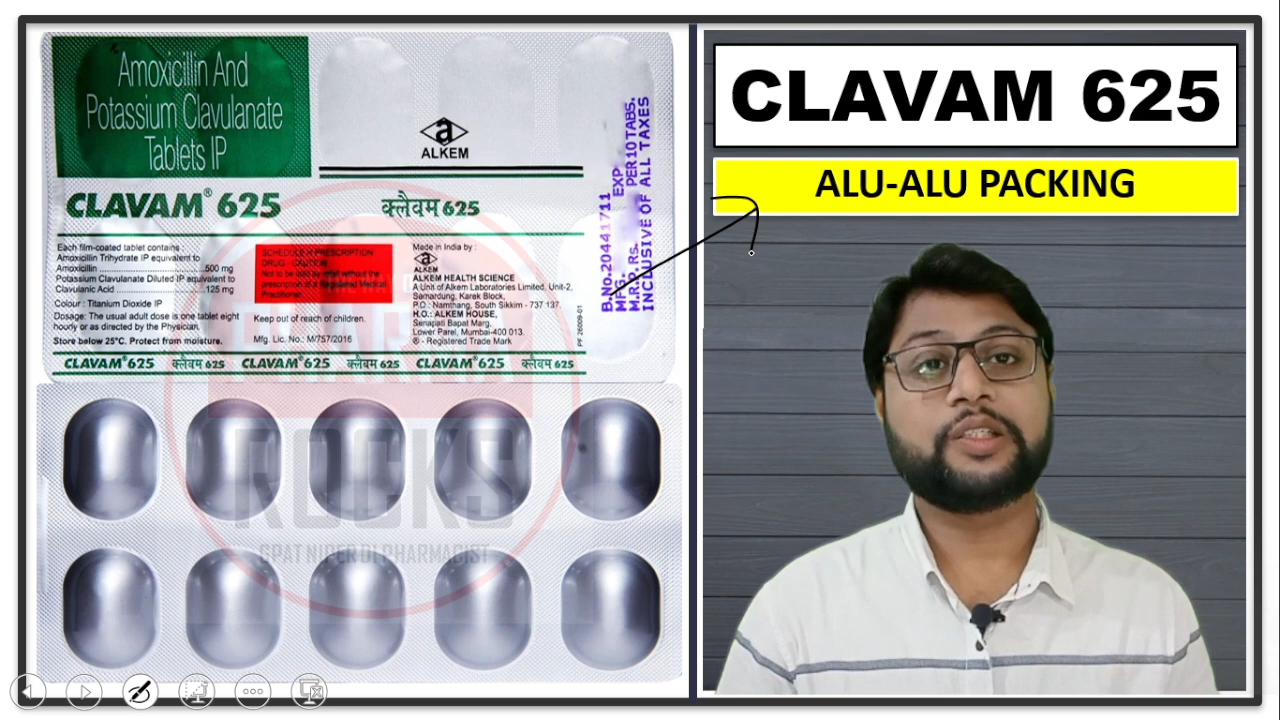 Amoxicillin And
Potassium Clavulanate
Tablets IP
ALKEM
CLAVAM® 625
क्लैवम 625
Each film-coated tablet contains :
Amoxicillin Trihydrate IP equivalent to
Amoxicillin ........................... 500 mg
Potassium Clavulanate Diluted IP equivalent to
Clavulanic Acid ........................... 125 mg
Colour : Titanium Dioxide IP
Dosage: The usual adult dose is one tablet eight
hourly or as directed by the Physician.
Store below 25°C. Protect from moisture.
SCHEDULE H PRESCRIPTION
DRUG - CAUTION
Not to be sold by retail without the
prescription of a Registered Medical
Practitioner.
Keep out of reach of children.
Mfg. Lic. No.: M/757/2016
Made in India by :
ALKEM
ALKEM HEALTH SCIENCE
A Unit of Alkem Laboratories Limited, Unit-2,
Samardung, Karek Block,
P.O.: Namthang, South Sikkim - 737 137.
H.O.: ALKEM HOUSE,
Senapati Bapat Marg,
Lower Parel, Mumbai-400 013.
® - Registered Trade Mark
PF 26009-01
B.No.20441711
MFG. EXP
M.R.P. Rs. PER 10 TABS.
INCLUSIVE OF ALL TAXES
CLAVAM® 625 क्लैवम 625 CLAVAM® 625 क्लैवम 625 CLAVAM® 625 क्लैवम 625
ROCKS
GPAT NIPER DI PHARMACIST
CLAVAM 625
ALU-ALU PACKING